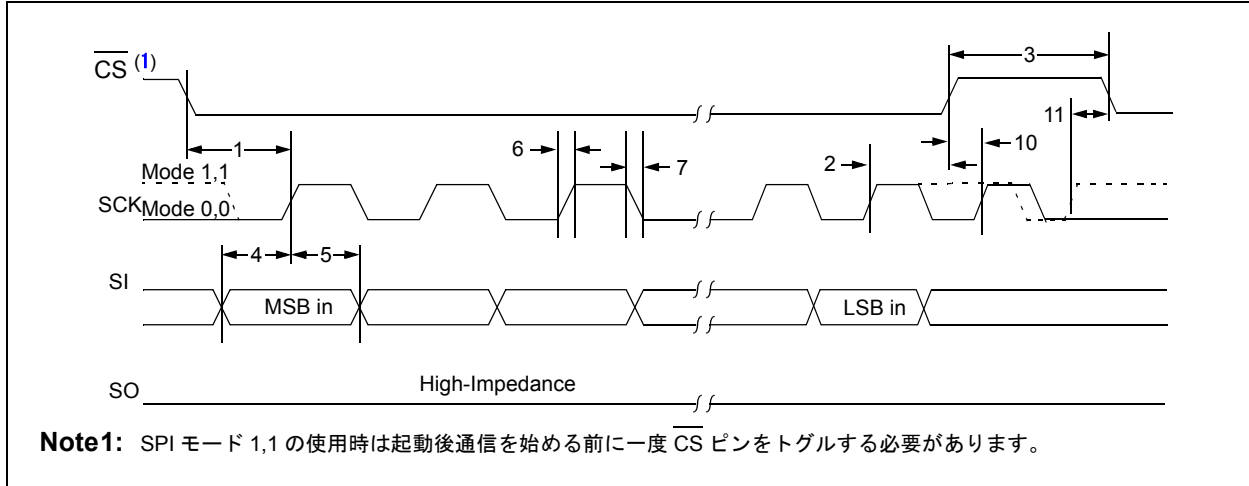 CS (1)
3
11
1
6
7
2
10
Mode 1,1
SCK Mode 0,0
4
5
SI
MSB in
LSB in
SO
High-Impedance
Note1: SPI モード 1,1 の使用時は起動後通信を始める前に一度 CS ピンをトグルする必要があります。